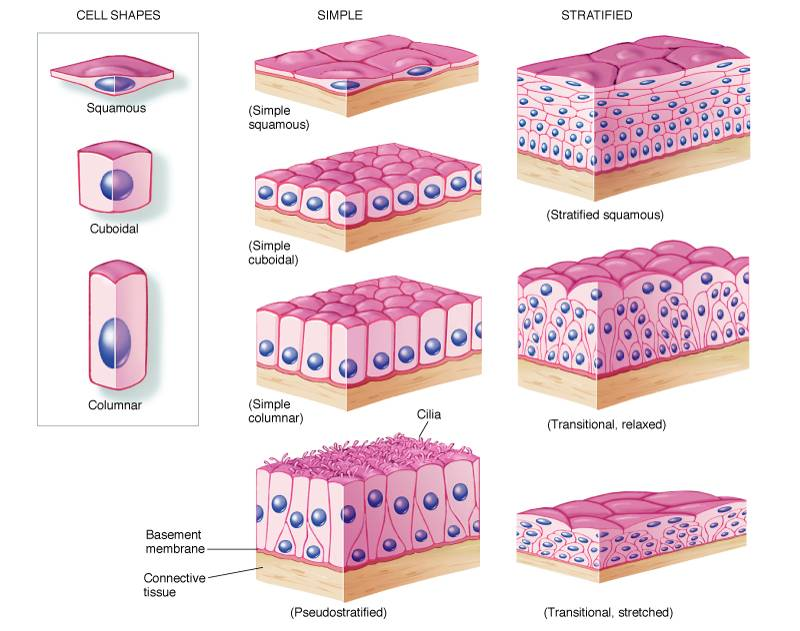 CELL SHAPES
SIMPLE
STRATIFIED
Squamous
Cuboidal
Columnar
(Simple
squamous)
(Simple
cuboidal)
(Simple
columnar)
Cilia
Basement
membrane
Connective
tissue
(Pseudostratified)
(Stratified squamous)
(Transitional, relaxed)
(Transitional, stretched)